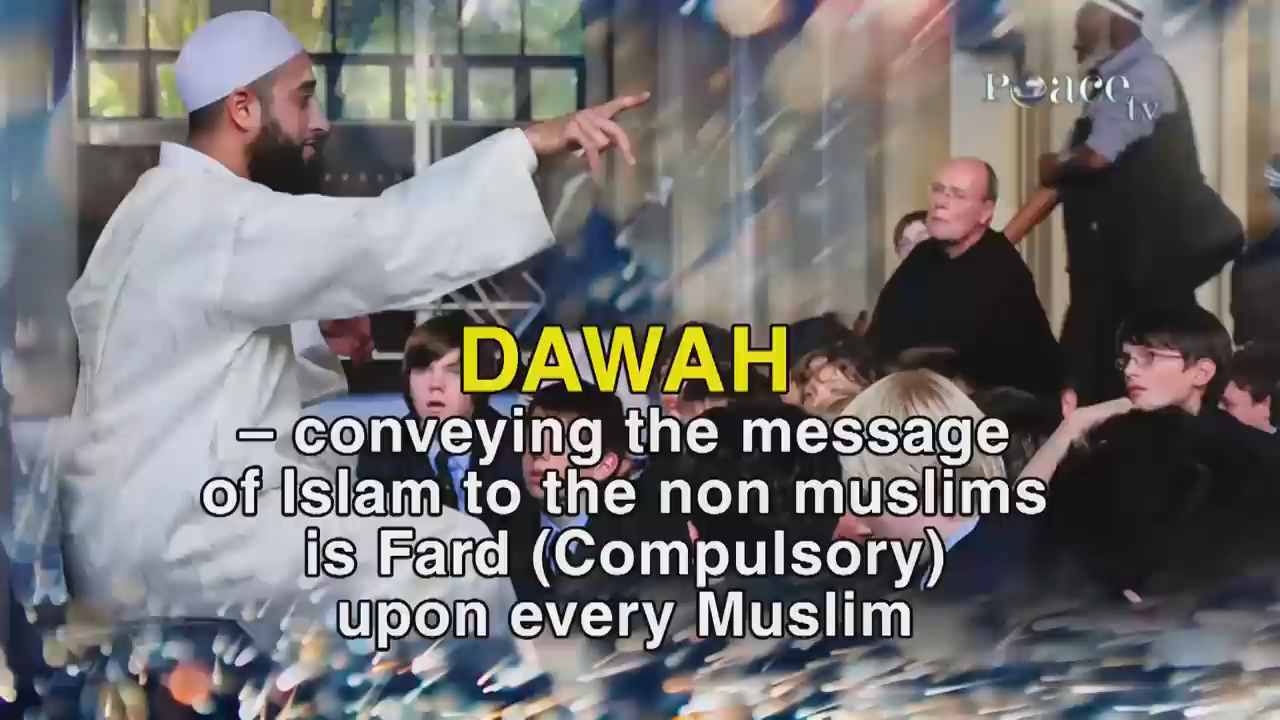 Peace
tv
DAWAH
– conveying the message
of Islam to the non muslims
is Fard (Compulsory)
upon every Muslim